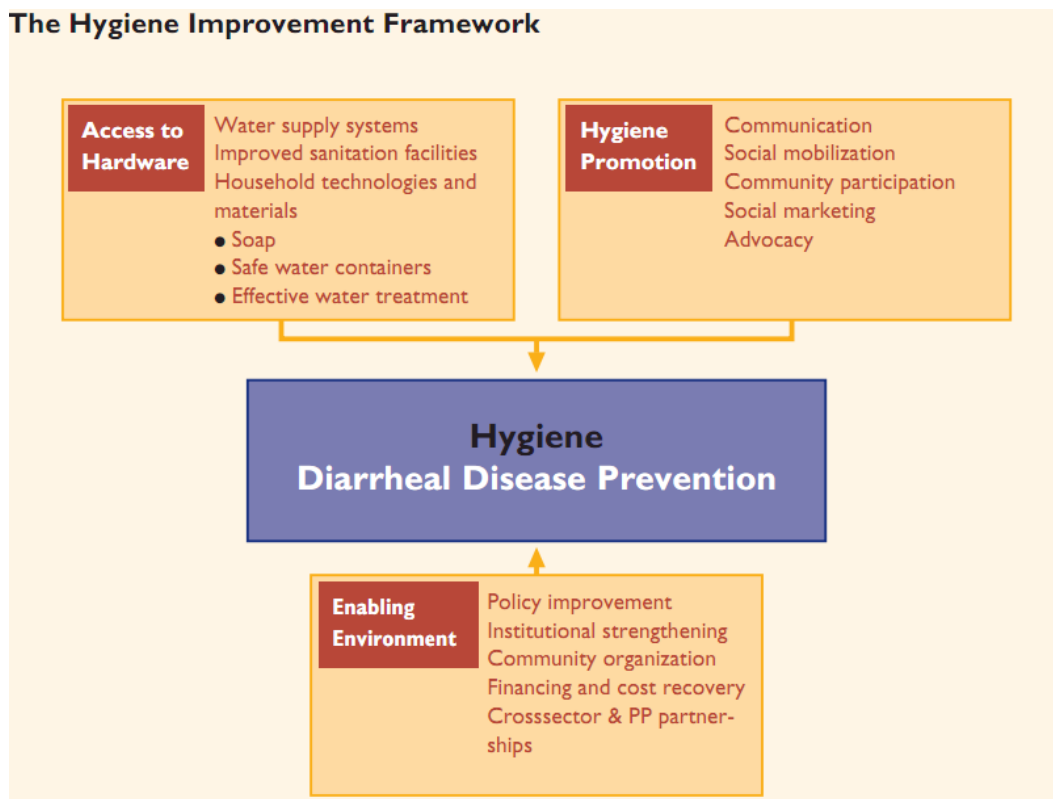 The Hygiene Improvement Framework
Access to
Hardware
Water supply systems
Improved sanitation facilities
Household technologies and
materials
● Soap
● Safe water containers
● Effective water treatment
Hygiene
Promotion
Communication
Social mobilization
Community participation
Social marketing
Advocacy
Hygiene
Diarrheal Disease Prevention
Enabling
Environment
Policy improvement
Institutional strengthening
Community organization
Financing and cost recovery
Crosssector & PP partner-
ships